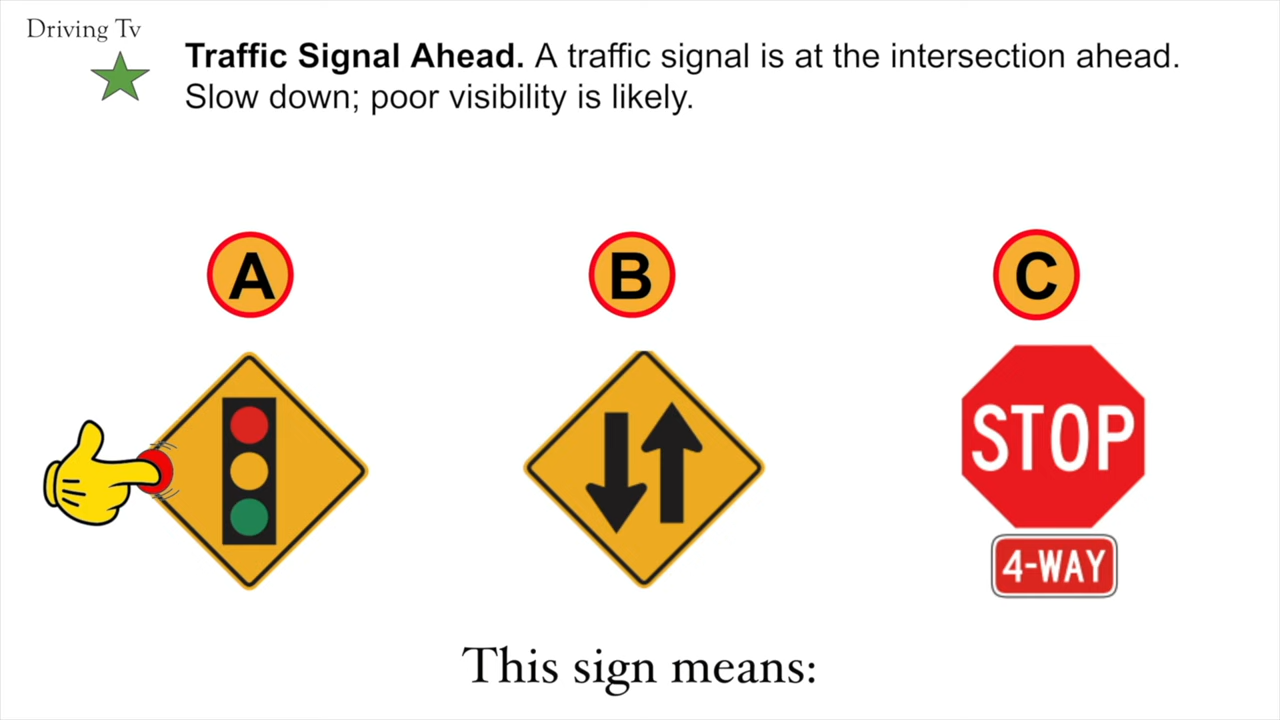 Driving Tv
Traffic Signal Ahead. A traffic signal is at the intersection ahead.
Slow down; poor visibility is likely.
A
B
C
STOP
4-WAY
This sign means: